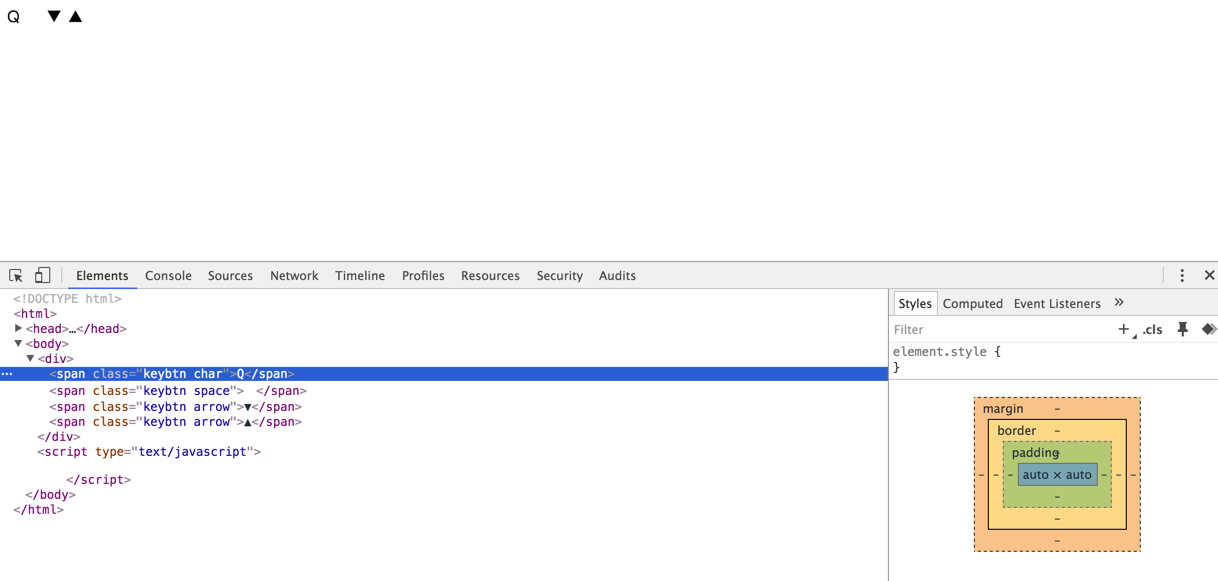 Q ▼ ▲
Elements Console Sources Network Timeline Profiles Resources Security Audits
<!DOCTYPE html>
<html>
▶<head>…</head>
▼<body>
▼<div>
<span class="keybtn char">Q</span>
<span class="keybtn space">  </span>
<span class="keybtn arrow">▼</span>
<span class="keybtn arrow">▲</span>
</div>
<script type="text/javascript">
</script>
</body>
</html>
Styles Computed Event Listeners »
Filter + .cls
element.style {
}
margin -
border -
padding -
- - - auto × auto - - -
-
-
-